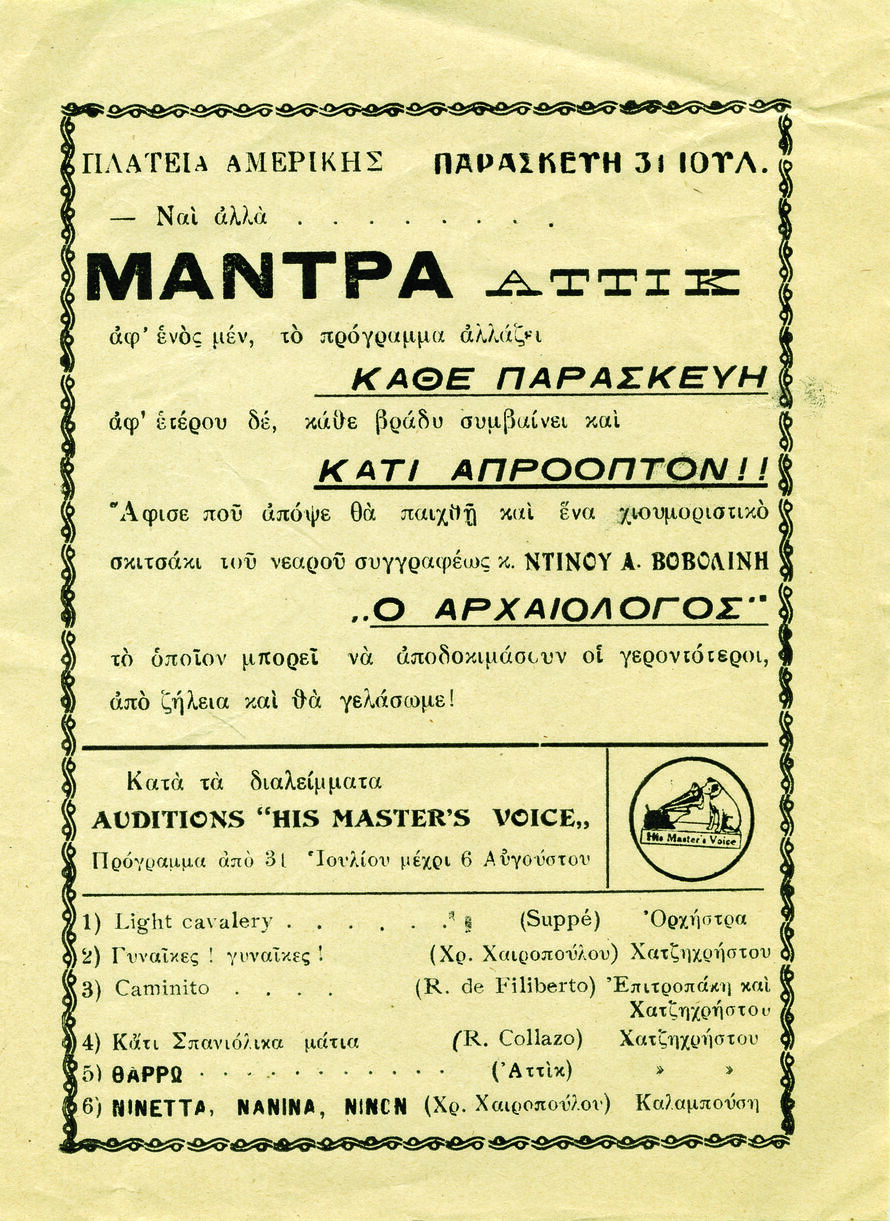 ΠΛΑΤΕΙΑ ΑΜΕΡΙΚΗΣ ΠΑΡΑΣΚΕΥΗ 31 ΙΟΥΛ.
— Ναὶ ἀλλὰ . . . . . . . .
ΜΑΝΤΡΑ ΑΤΤΙΚ
ἀφ' ἑνὸς μέν, τὸ πρόγραμμα ἀλλάζει
ΚΑΘΕ ΠΑΡΑΣΚΕΥΗ
ἀφ' ἑτέρου δέ, κάθε βράδυ συμβαίνει καὶ
ΚΑΤΙ ΑΠΡΟΟΠΤΟΝ!!
Ἄφισε ποῦ ἀπόψε θὰ παιχθῇ καὶ ἕνα χιουμοριστικὸ
σκιτσάκι τοῦ νεαροῦ συγγραφέως κ. ΝΤΙΝΟΥ Α. ΒΟΒΟΛΙΝΗ
„Ο ΑΡΧΑΙΟΛΟΓΟΣ"
τὸ ὁποῖον μπορεῖ νὰ ἀποδοκιμάσουν οἱ γεροντότεροι,
ἀπὸ ζήλεια καὶ θὰ γελάσωμε!
Κατὰ τὰ διαλείμματα
AUDITIONS "HIS MASTER'S VOICE„
Πρόγραμμα ἀπὸ 31 Ἰουλίου μέχρι 6 Αὐγούστου
His Master's Voice
1) Light cavalery . . . . . . (Suppé) Ὀρχήστρα
2) Γυναῖκες ! γυναῖκες ! (Χρ. Χαιροπούλου) Χατζηχρήστου
3) Caminito . . . . (R. de Filiberto) Ἐπιτροπάκη καὶ
Χατζηχρήστου
4) Κἄτι Σπανιόλικα μάτια (R. Collazo) Χατζηχρήστου
5) ΘΑΡΡΩ . . . . . . . . . . . . (Ἀττὶκ) » »
6) ΝΙΝΕΤΤΑ, ΝΑΝΙΝΑ, ΝΙΝΟΝ (Χρ. Χαιροπούλου) Καλαμπούση